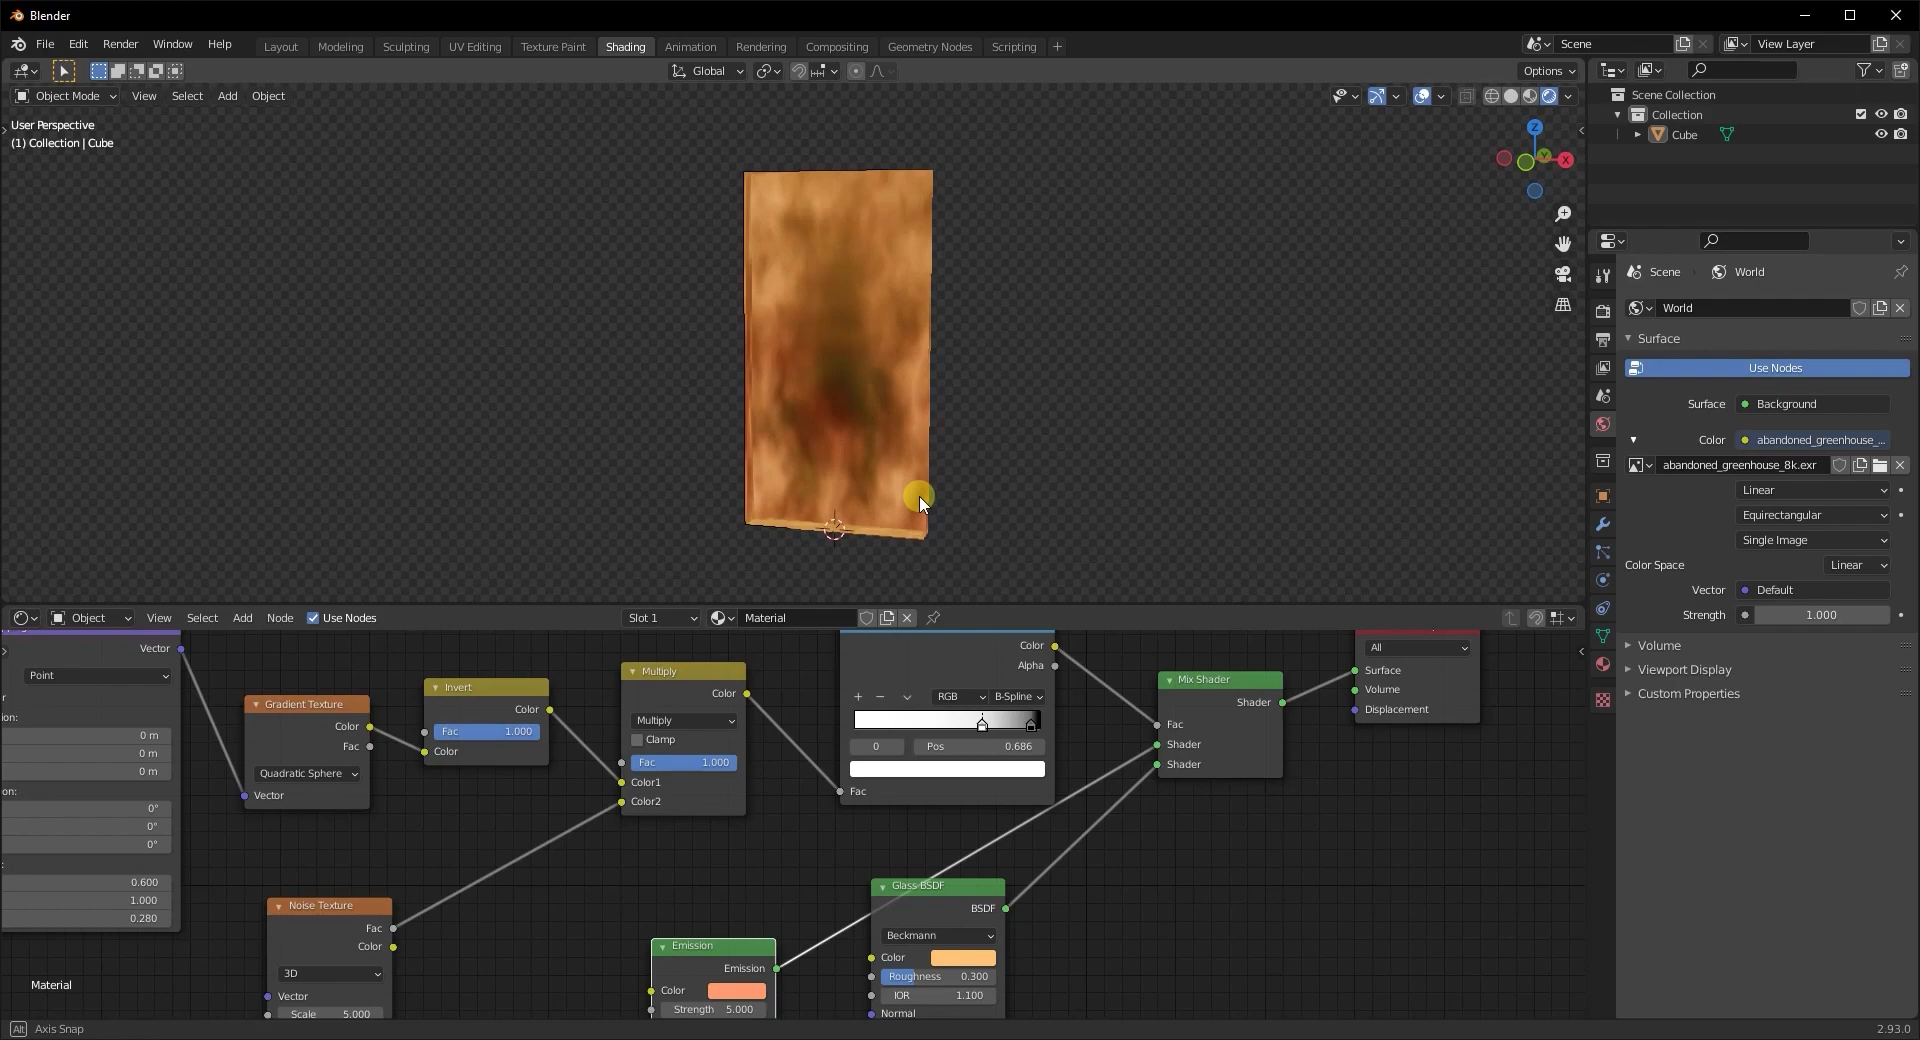 Blender
File Edit Render Window Help
Layout Modeling Sculpting UV Editing Texture Paint Shading Animation Rendering Compositing Geometry Nodes Scripting +
Scene View Layer
Global Options
Object Mode View Select Add Object
User Perspective
(1) Collection | Cube
Z
Y
X
Scene Collection
Collection
Cube
Scene World
World
Surface
Use Nodes
Surface Background
Color abandoned_greenhouse_...
abandoned_greenhouse_8k.exr
Linear
Equirectangular
Single Image
Color Space Linear
Vector Default
Strength 1.000
Volume
Viewport Display
Custom Properties
Object View Select Add Node Use Nodes Slot 1 Material
Vector
Point
r
ion:
0 m
0 m
0 m
on:
0°
0°
0°
:
0.600
1.000
0.280
Gradient Texture
Color
Fac
Quadratic Sphere
Vector
Invert
Color
Fac 1.000
Color
Multiply
Color
Multiply
Clamp
Fac 1.000
Color1
Color2
Color
Alpha
+ − RGB B-Spline
0 Pos 0.686
Fac
Mix Shader
Shader
Fac
Shader
Shader
All
Surface
Volume
Displacement
Noise Texture
Fac
Color
3D
Vector
Scale 5.000
Emission
Emission
Color
Strength 5.000
Glass BSDF
BSDF
Beckmann
Color
Roughness 0.300
IOR 1.100
Normal
Material
Alt Axis Snap
2.93.0